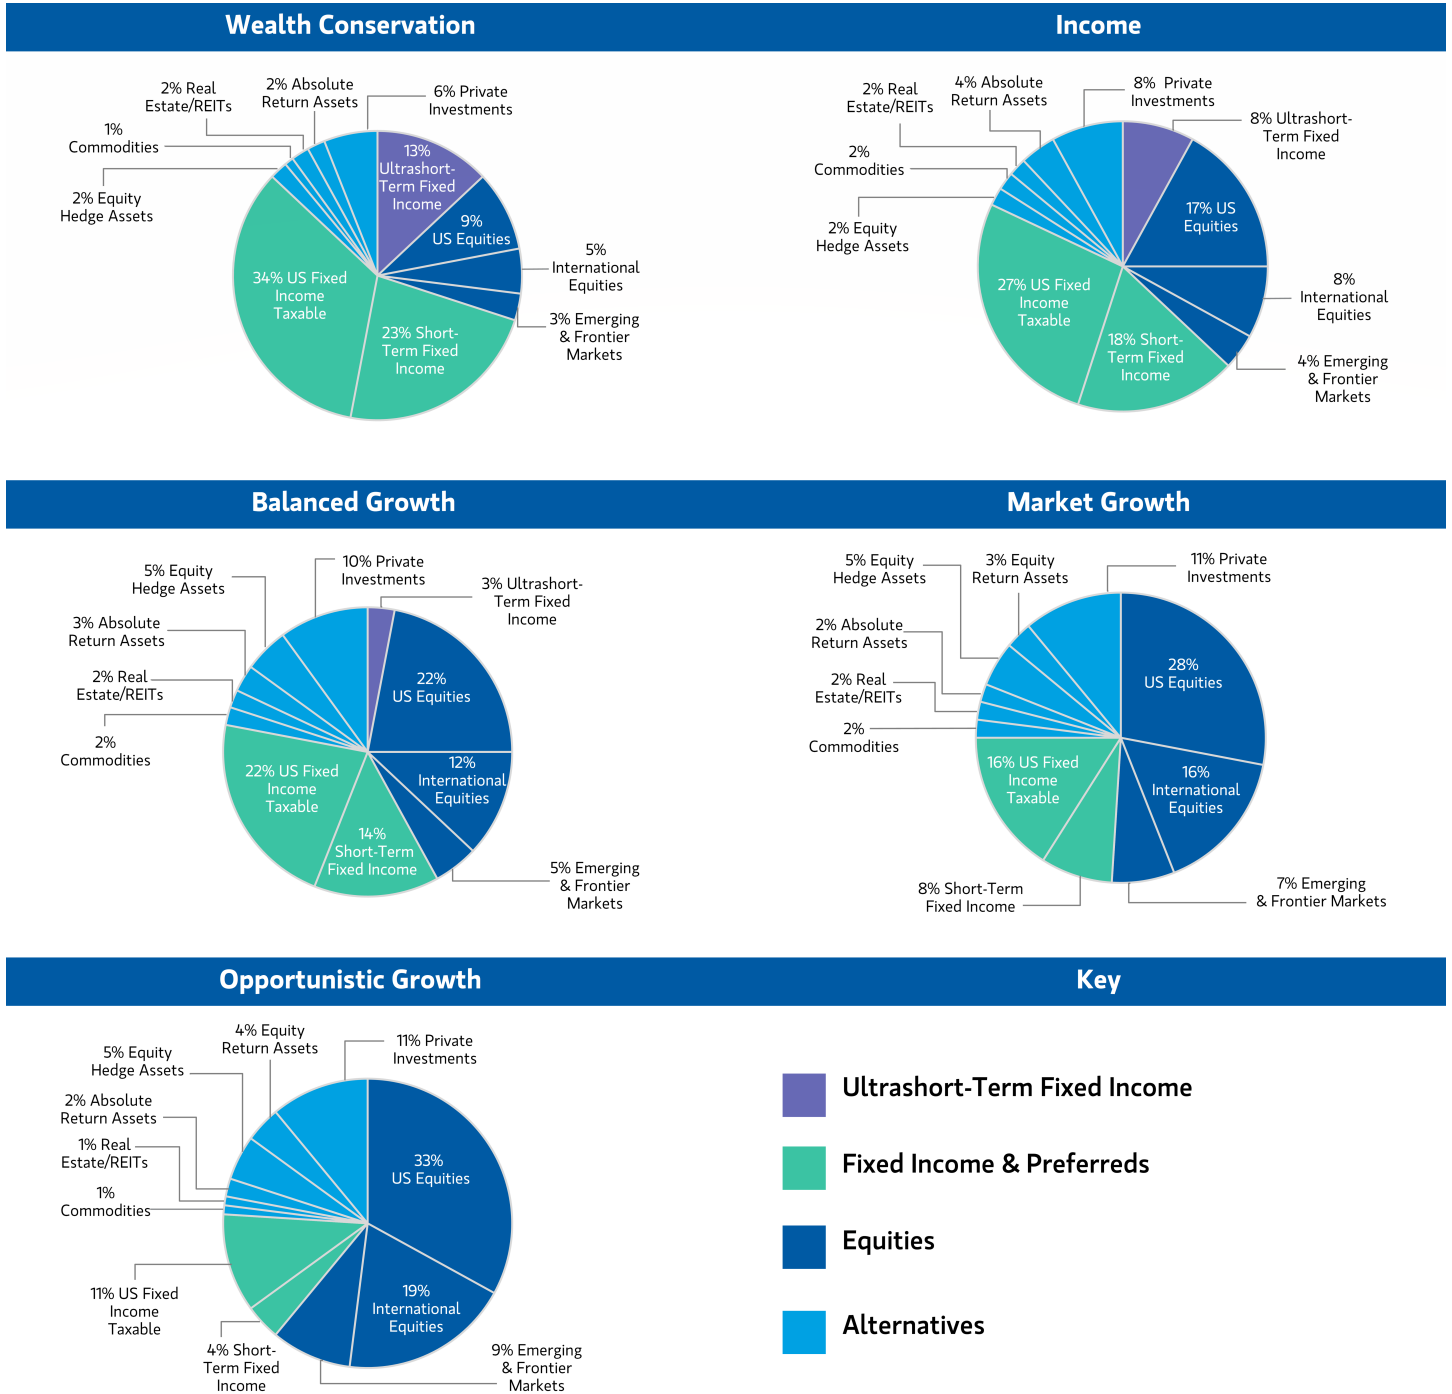 Wealth Conservation
2% Real
Estate/REITs
2% Absolute
Return Assets
6% Private
Investments
1%
Commodities
2% Equity
Hedge Assets
13%
Ultrashort-
Term Fixed
Income
9%
US Equities
5%
International
Equities
3% Emerging
& Frontier
Markets
34% US Fixed
Income
Taxable
23% Short-
Term Fixed
Income
Income
2% Real
Estate/REITs
4% Absolute
Return Assets
8% Private
Investments
8% Ultrashort-
Term Fixed
Income
2%
Commodities
2% Equity
Hedge Assets
17% US
Equities
8%
International
Equities
4% Emerging
& Frontier
Markets
27% US Fixed
Income
Taxable
18% Short-
Term Fixed
Income
Balanced Growth
5% Equity
Hedge Assets
10% Private
Investments
3% Ultrashort-
Term Fixed
Income
3% Absolute
Return Assets
2% Real
Estate/REITs
2%
Commodities
22%
US Equities
12%
International
Equities
22% US Fixed
Income
Taxable
14%
Short-Term
Fixed Income
5% Emerging
& Frontier
Markets
Market Growth
5% Equity
Hedge Assets
3% Equity
Return Assets
11% Private
Investments
2% Absolute
Return Assets
2% Real
Estate/REITs
2%
Commodities
28%
US Equities
16%
International
Equities
16% US Fixed
Income
Taxable
8% Short-Term
Fixed Income
7% Emerging
& Frontier Markets
Opportunistic Growth
4% Equity
Return Assets
11% Private
Investments
5% Equity
Hedge Assets
2% Absolute
Return Assets
1% Real
Estate/REITs
1%
Commodities
33%
US Equities
19%
International
Equities
11% US Fixed
Income
Taxable
4% Short-
Term Fixed
Income
9% Emerging
& Frontier
Markets
Key
Ultrashort-Term Fixed Income
Fixed Income & Preferreds
Equities
Alternatives